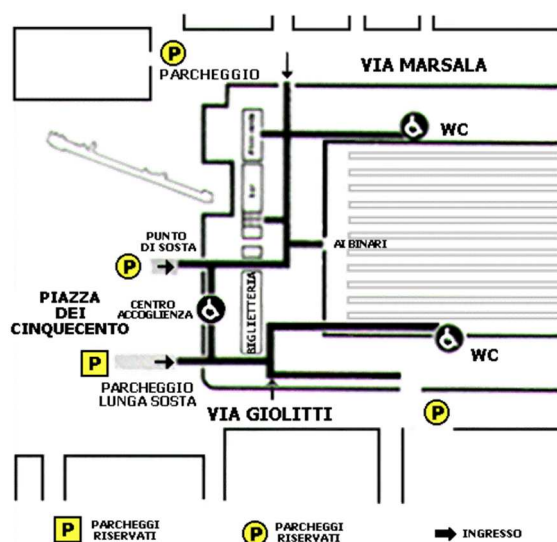 P
PARCHEGGIO
VIA MARSALA
WC
bar
PUNTO
DI SOSTA
P
AI BINARI
PIAZZA
DEI
CINQUECENTO
CENTRO
ACCOGLIENZA
BIGLIETTERIA
P
PARCHEGGIO
LUNGA SOSTA
WC
VIA GIOLITTI
P
P PARCHEGGI
RISERVATI
P PARCHEGGI
RISERVATI
INGRESSO